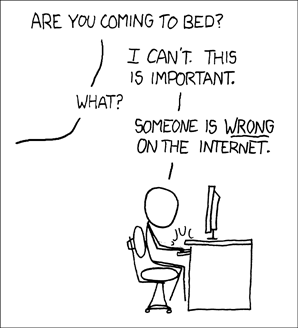 ARE YOU COMING TO BED?
I CAN'T. THIS
IS IMPORTANT.
WHAT?
SOMEONE IS WRONG
ON THE INTERNET.